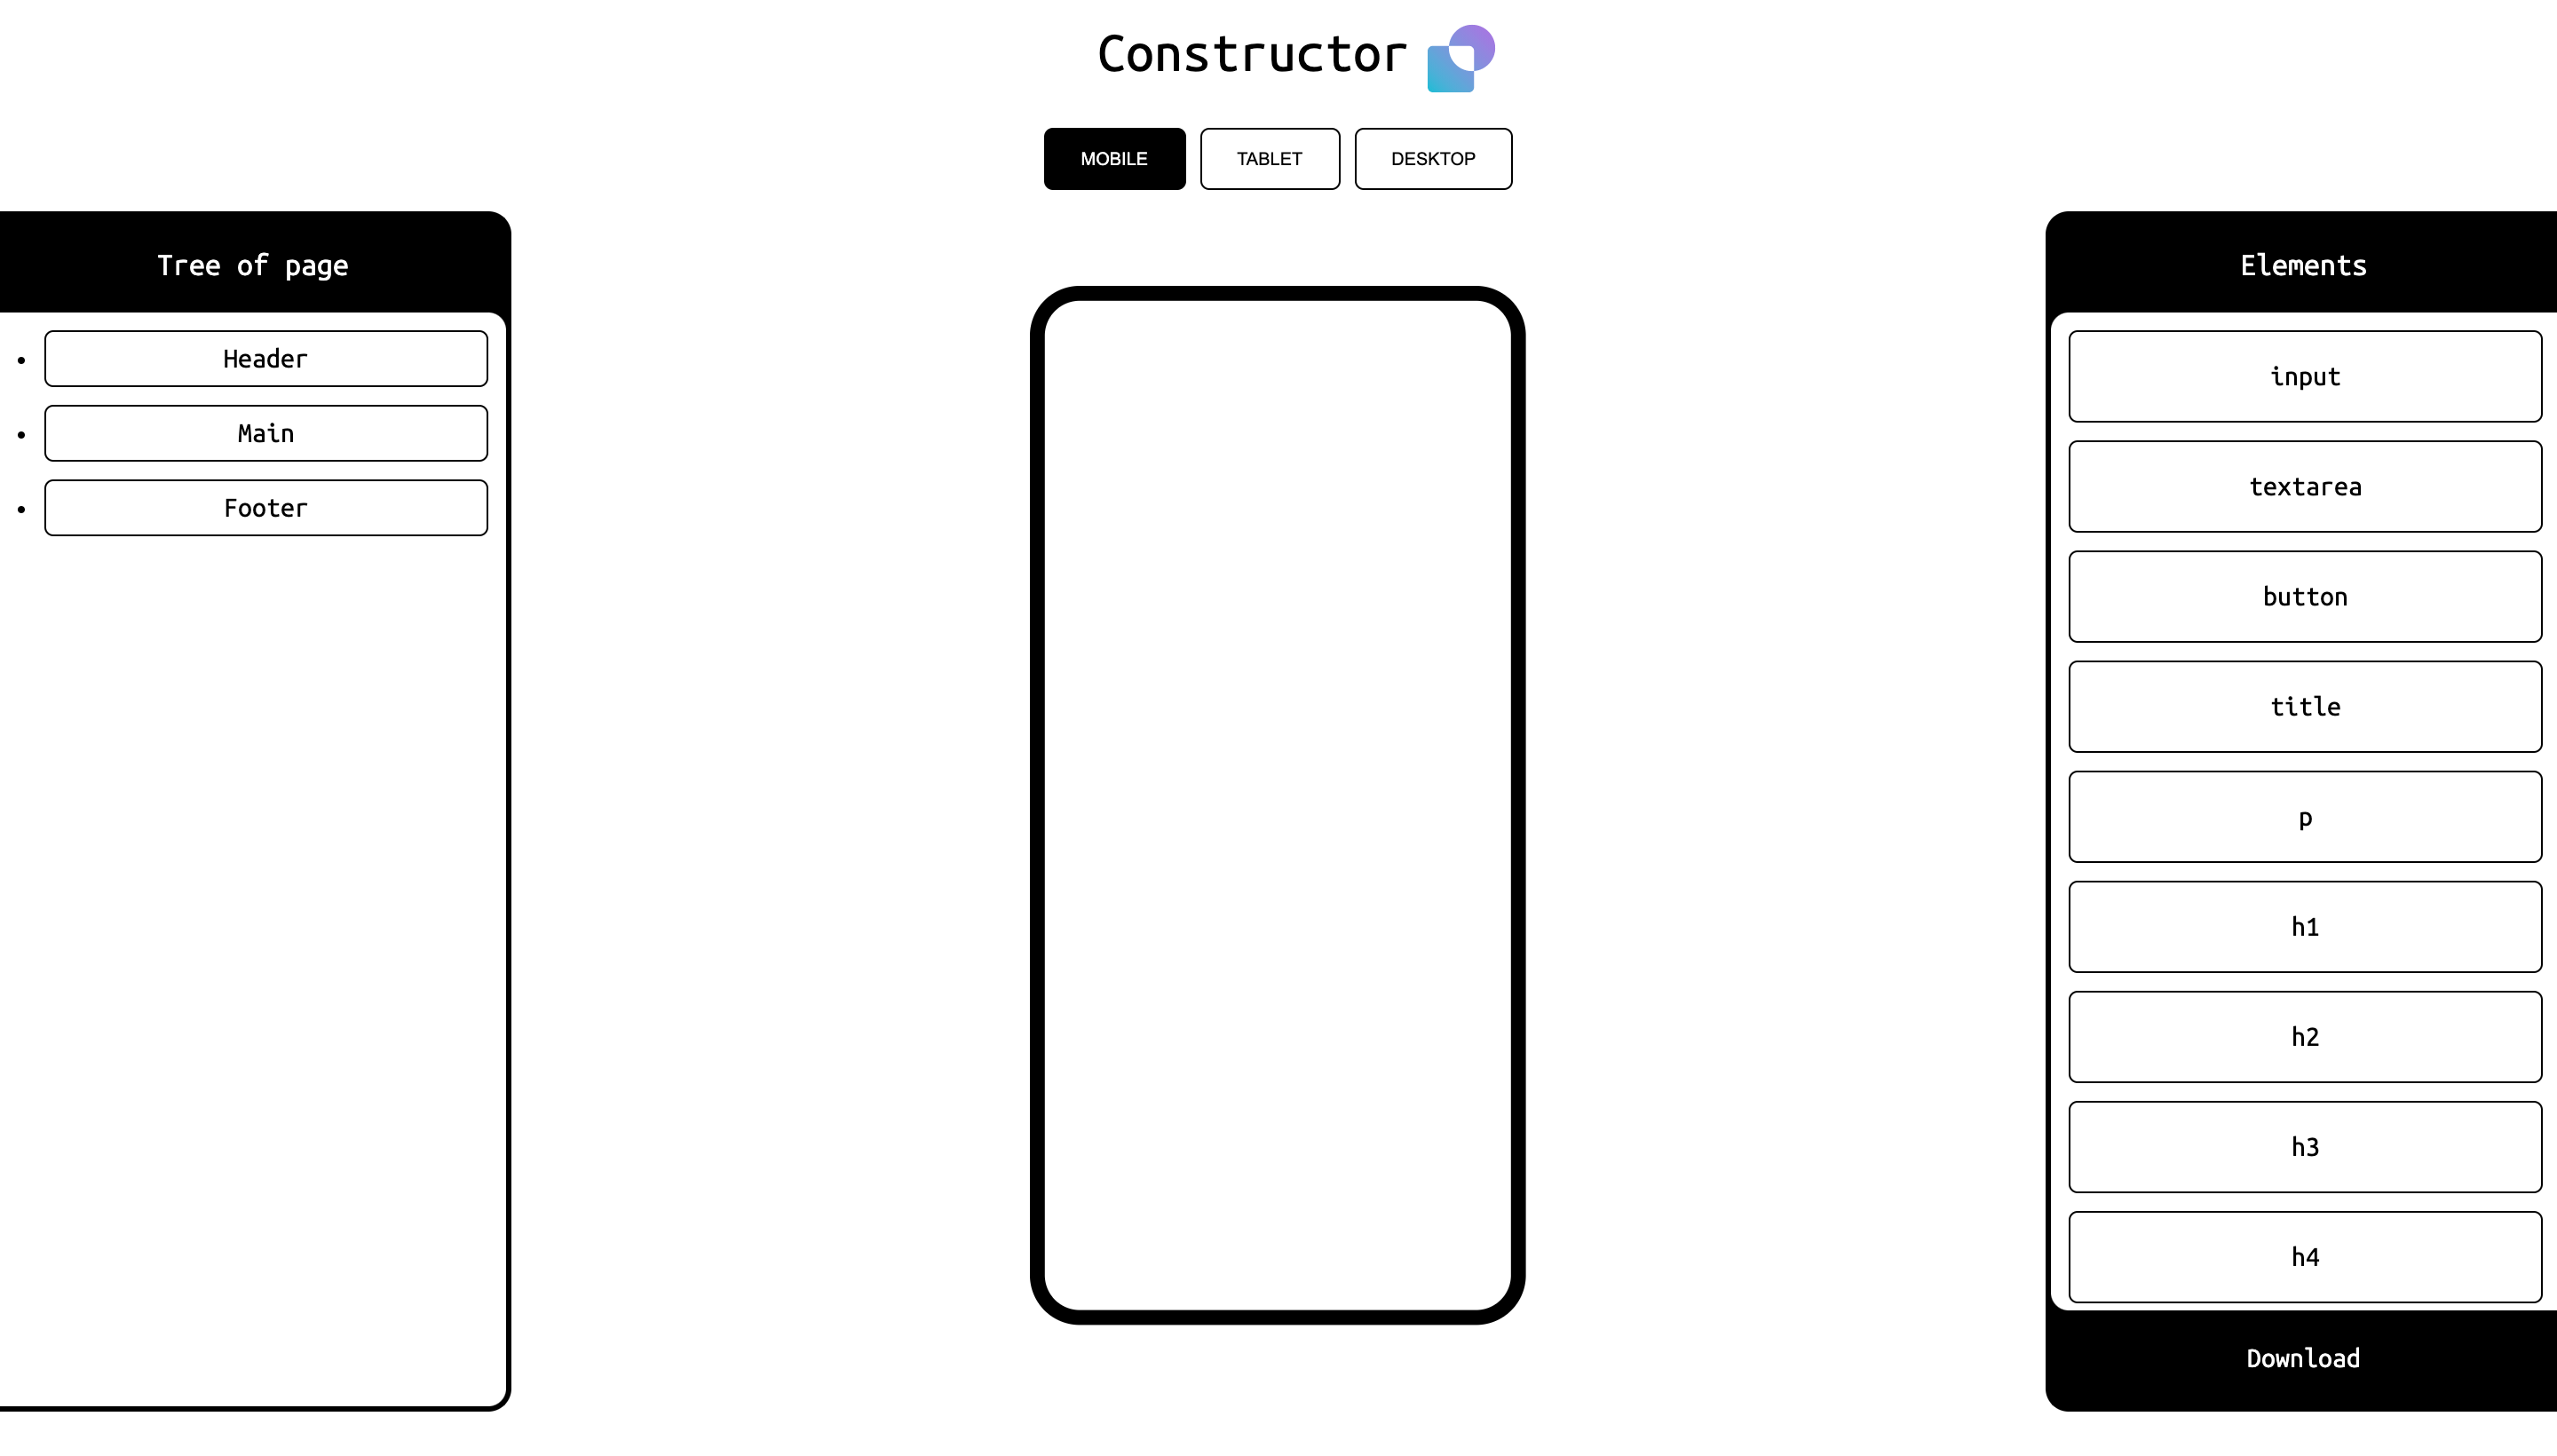 Constructor
MOBILE
TABLET
DESKTOP
Tree of page
Header
Main
Footer
Elements
input
textarea
button
title
p
h1
h2
h3
h4
Download